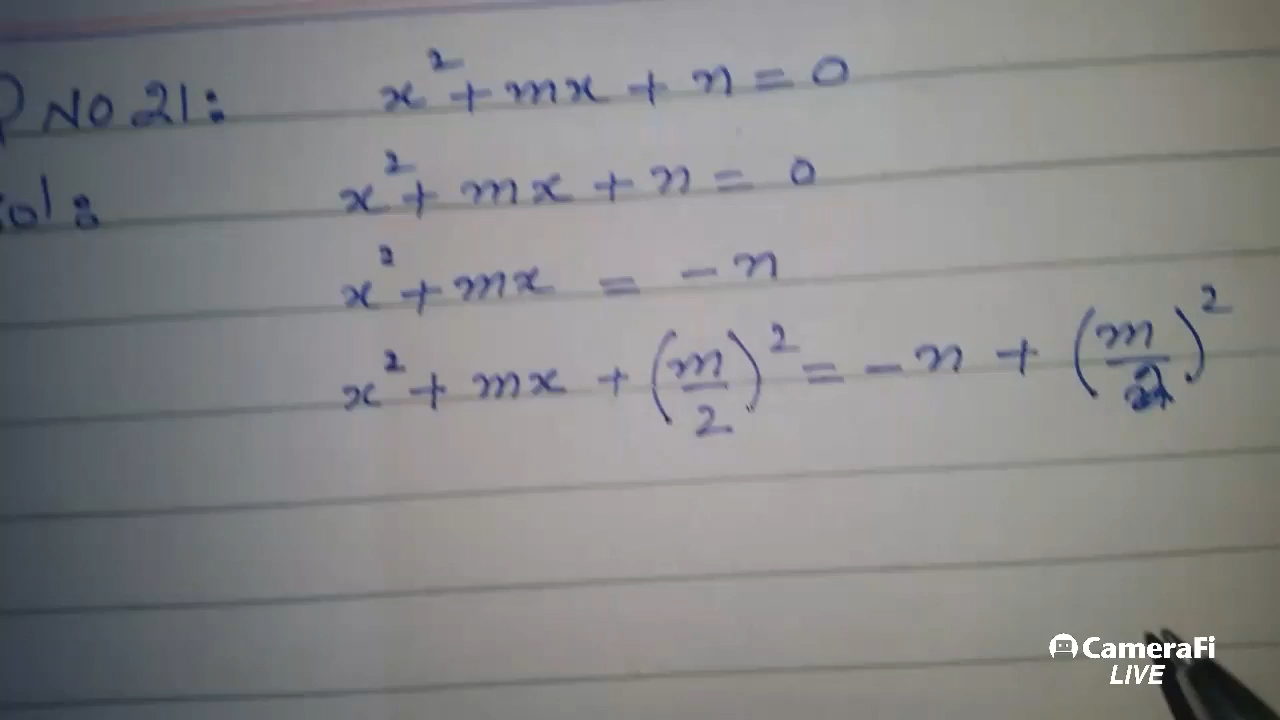 NO 21: x² + mx + n = 0
Sol: x² + mx + n = 0
x² + mx = - n
x² + mx + (m/2)² = - n + (m/2)²
CameraFi
LIVE